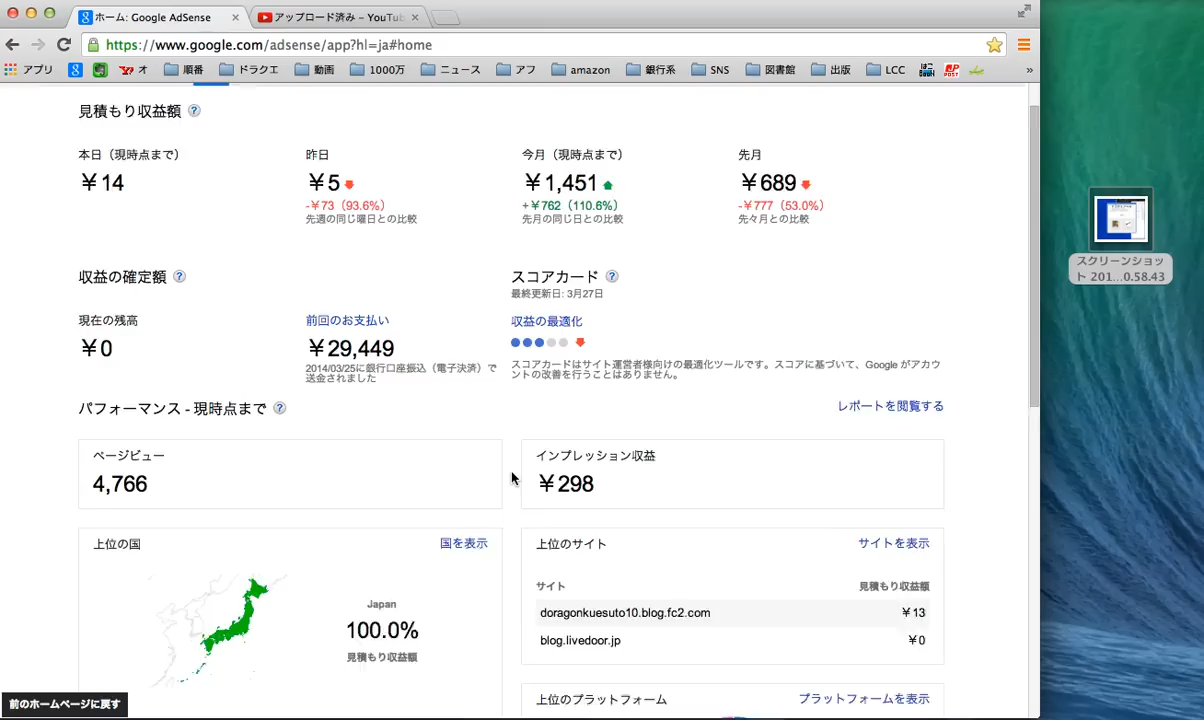 ホーム: Google AdSense
アップロード済み – YouTub
https://www.google.com/adsense/app?hl=ja#home
アプリ
オ
順番
ドラクエ
動画
1000万
ニュース
アフ
amazon
銀行系
SNS
図書館
出版
LCC
»
見積もり収益額 ?
本日（現時点まで）
昨日
今月（現時点まで）
先月
￥14
￥5
￥1,451
￥689
-￥73（93.6%）
+￥762（110.6%）
-￥777（53.0%）
先週の同じ曜日との比較
先月の同じ日との比較
先々月との比較
収益の確定額 ?
スコアカード ?
最終更新日: 3月27日
現在の残高
前回のお支払い
収益の最適化
￥0
￥29,449
2014/03/25に銀行口座振込（電子決済）で
送金されました
スコアカードはサイト運営者様向けの最適化ツールです。スコアに基づいて、Google がアカウ
ントの改善を行うことはありません。
パフォーマンス - 現時点まで ?
レポートを閲覧する
ページビュー
4,766
インプレッション収益
￥298
上位の国
国を表示
Japan
100.0%
見積もり収益額
上位のサイト
サイトを表示
サイト
見積もり収益額
doragonkuesuto10.blog.fc2.com
￥13
blog.livedoor.jp
￥0
上位のプラットフォーム
プラットフォームを表示
前のホームページに戻す
スクリーンショッ
ト 201...0.58.43